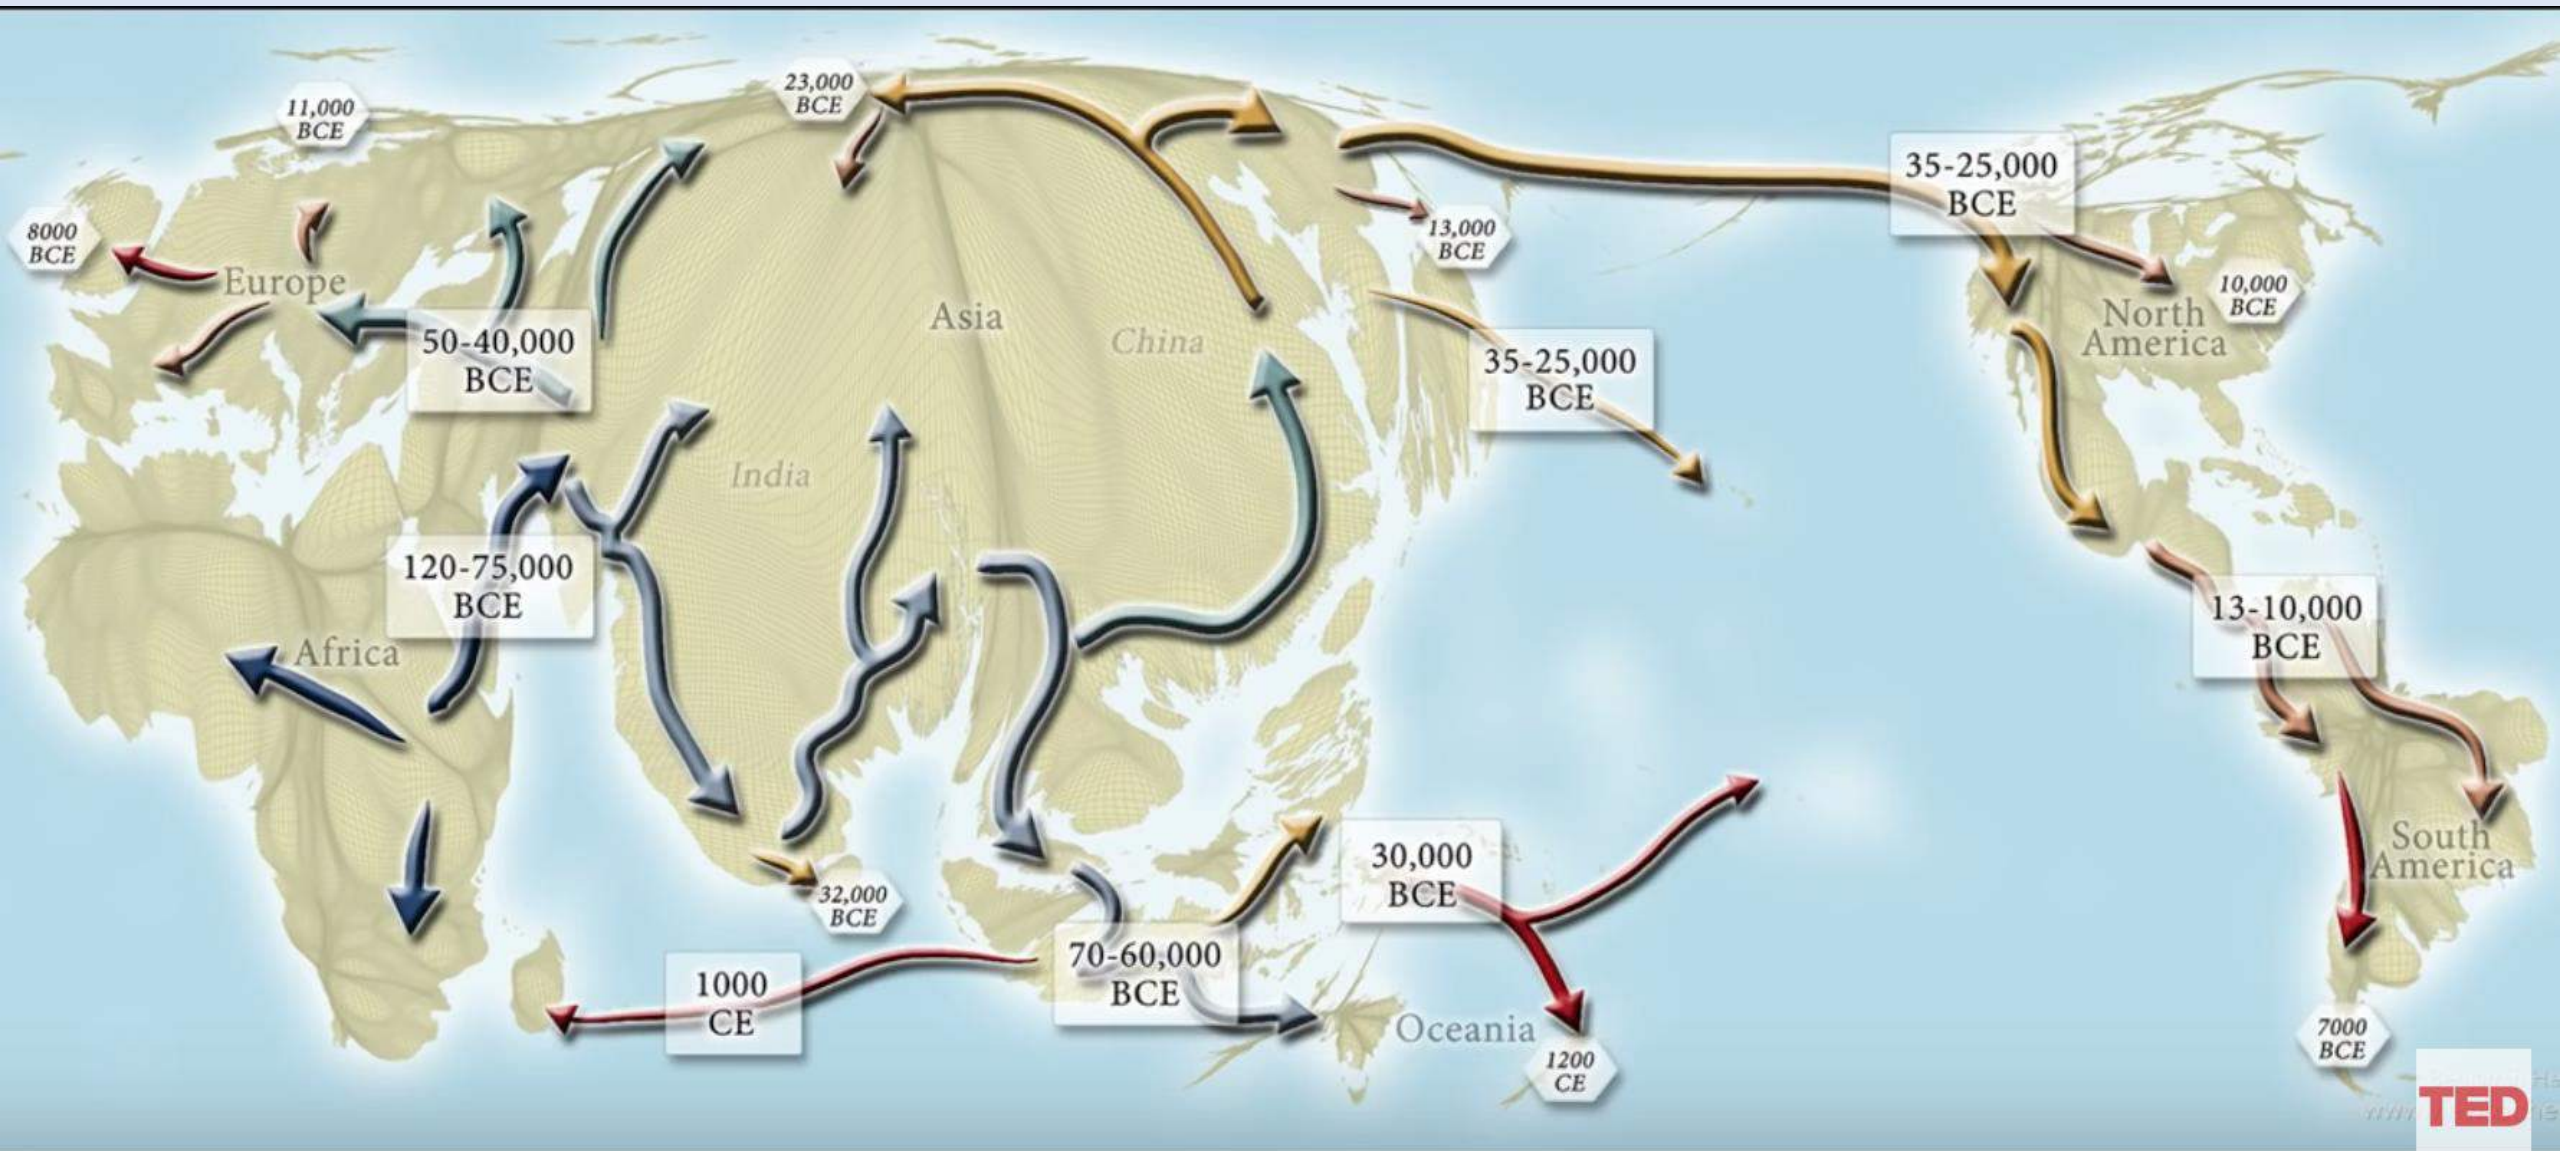 23,000
BCE
11,000
BCE
35-25,000
BCE
8000
BCE
13,000
BCE
Europe
10,000
BCE
North
America
Asia
China
50-40,000
BCE
35-25,000
BCE
India
120-75,000
BCE
13-10,000
BCE
Africa
South
America
30,000
BCE
32,000
BCE
70-60,000
BCE
1000
CE
Oceania
7000
BCE
1200
CE
TED